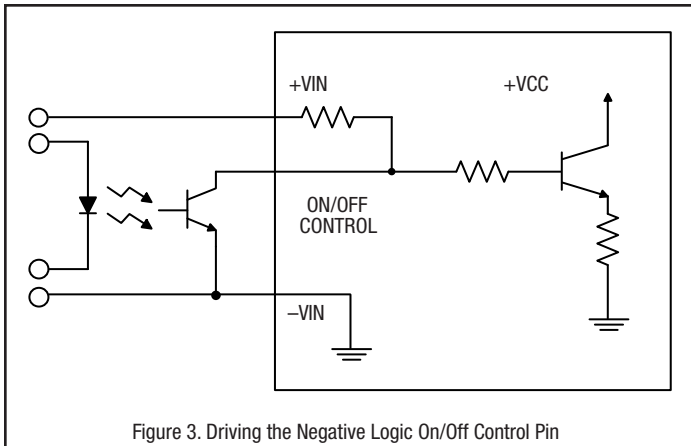 +VIN
+VCC
ON/OFF
CONTROL
–VIN
Figure 3. Driving the Negative Logic On/Off Control Pin